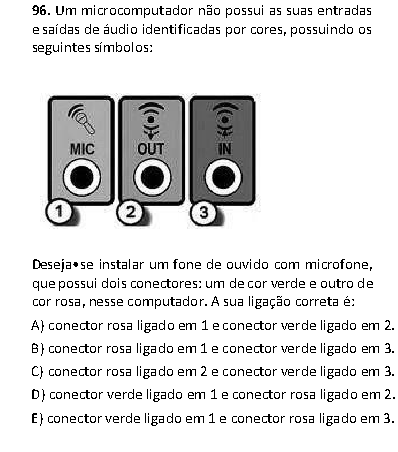 96. Um microcomputador não possui as suas entradas
e saídas de áudio identificadas por cores, possuindo os
seguintes símbolos:
MIC OUT IN
1 2 3
Deseja•se instalar um fone de ouvido com microfone,
que possui dois conectores: um de cor verde e outro de
cor rosa, nesse computador. A sua ligação correta é:
A) conector rosa ligado em 1 e conector verde ligado em 2.
B) conector rosa ligado em 1 e conector verde ligado em 3.
C) conector rosa ligado em 2 e conector verde ligado em 3.
D) conector verde ligado em 1 e conector rosa ligado em 2.
E) conector verde ligado em 1 e conector rosa ligado em 3.